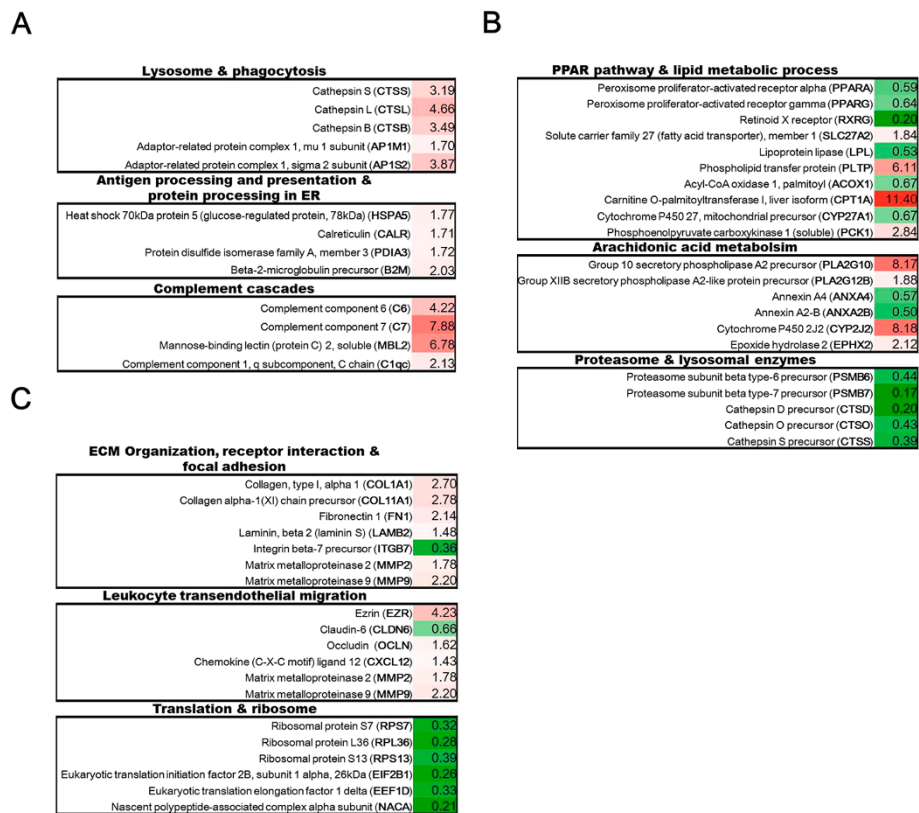 A
Lysosome & phagocytosis
Cathepsin S (CTSS) 3.19
Cathepsin L (CTSL) 4.66
Cathepsin B (CTSB) 3.49
Adaptor-related protein complex 1, mu 1 subunit (AP1M1) 1.70
Adaptor-related protein complex 1, sigma 2 subunit (AP1S2) 3.87
Antigen processing and presentation &
protein processing in ER
Heat shock 70kDa protein 5 (glucose-regulated protein, 78kDa) (HSPA5) 1.77
Calreticulin (CALR) 1.71
Protein disulfide isomerase family A, member 3 (PDIA3) 1.72
Beta-2-microglobulin precursor (B2M) 2.03
Complement cascades
Complement component 6 (C6) 4.22
Complement component 7 (C7) 7.88
Mannose-binding lectin (protein C) 2, soluble (MBL2) 6.78
Complement component 1, q subcomponent, C chain (C1qc) 2.13
B
PPAR pathway & lipid metabolic process
Peroxisome proliferator-activated receptor alpha (PPARA) 0.59
Peroxisome proliferator-activated receptor gamma (PPARG) 0.64
Retinoid X receptor (RXRG) 0.20
Solute carrier family 27 (fatty acid transporter), member 1 (SLC27A2) 1.84
Lipoprotein lipase (LPL) 0.53
Phospholipid transfer protein (PLTP) 6.11
Acyl-CoA oxidase 1, palmitoyl (ACOX1) 0.67
Carnitine O-palmitoyltransferase I, liver isoform (CPT1A) 11.40
Cytochrome P450 27, mitochondrial precursor (CYP27A1) 0.67
Phosphoenolpyruvate carboxykinase 1 (soluble) (PCK1) 2.84
Arachidonic acid metabolsim
Group 10 secretory phospholipase A2 precursor (PLA2G10) 8.17
Group XIIB secretory phospholipase A2-like protein precursor (PLA2G12B) 1.88
Annexin A4 (ANXA4) 0.57
Annexin A2-B (ANXA2B) 0.50
Cytochrome P450 2J2 (CYP2J2) 8.18
Epoxide hydrolase 2 (EPHX2) 2.12
Proteasome & lysosomal enzymes
Proteasome subunit beta type-6 precursor (PSMB6) 0.44
Proteasome subunit beta type-7 precursor (PSMB7) 0.17
Cathepsin D precursor (CTSD) 0.20
Cathepsin O precursor (CTSO) 0.43
Cathepsin S precursor (CTSS) 0.39
C
ECM Organization, receptor interaction &
focal adhesion
Collagen, type I, alpha 1 (COL1A1) 2.70
Collagen alpha-1(XI) chain precursor (COL11A1) 2.78
Fibronectin 1 (FN1) 2.14
Laminin, beta 2 (laminin S) (LAMB2) 1.48
Integrin beta-7 precursor (ITGB7) 0.36
Matrix metalloproteinase 2 (MMP2) 1.78
Matrix metalloproteinase 9 (MMP9) 2.20
Leukocyte transendothelial migration
Ezrin (EZR) 4.23
Claudin-6 (CLDN6) 0.66
Occludin (OCLN) 1.62
Chemokine (C-X-C motif) ligand 12 (CXCL12) 1.43
Matrix metalloproteinase 2 (MMP2) 1.78
Matrix metalloproteinase 9 (MMP9) 2.20
Translation & ribosome
Ribosomal protein S7 (RPS7) 0.32
Ribosomal protein L36 (RPL36) 0.28
Ribosomal protein S13 (RPS13) 0.39
Eukaryotic translation initiation factor 2B, subunit 1 alpha, 26kDa (EIF2B1) 0.26
Eukaryotic translation elongation factor 1 delta (EEF1D) 0.33
Nascent polypeptide-associated complex alpha subunit (NACA) 0.21